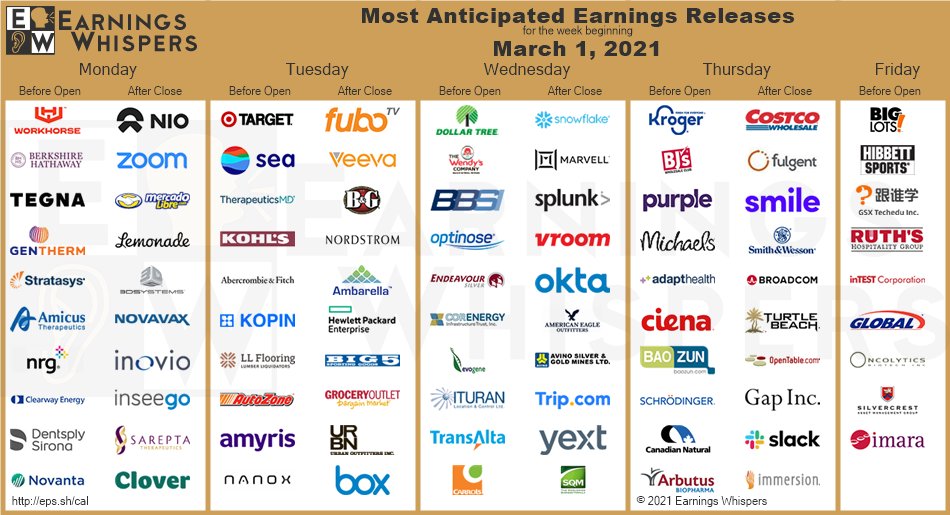 EARNINGS
WHISPERS
Most Anticipated Earnings Releases
for the week beginning
March 1, 2021
Monday
Tuesday
Wednesday
Thursday
Friday
Before Open
After Close
Before Open
After Close
Before Open
After Close
Before Open
After Close
Before Open
WORKHORSE
NIO
TARGET
fuboTV
DOLLAR TREE
snowflake
Kroger
COSTCO
WHOLESALE
BIG
LOTS!
BERKSHIRE
HATHAWAY
zoom
sea
Veeva
THE
Wendy's
COMPANY
MARVELL
BJ's
WHOLESALE CLUB
fulgent
HIBBETT
SPORTS
TEGNA
mercado
libre
TherapeuticsMD
B&G
BBSI
splunk>
purple
smile
跟谁学
GSX Techedu Inc.
GENTHERM
Lemonade
KOHL'S
NORDSTROM
optinose
vroom
Michaels
Smith & Wesson
RUTH'S
HOSPITALITY GROUP
Stratasys
3D SYSTEMS
Abercrombie & Fitch
Ambarella
ENDEAVOUR
SILVER
okta
adapthealth
BROADCOM
inTEST Corporation
Amicus
Therapeutics
NOVAVAX
KOPIN
Hewlett Packard
Enterprise
CORENERGY
Infrastructure Trust, Inc.
AMERICAN EAGLE
OUTFITTERS
ciena
TURTLE
BEACH
GLOBAL
nrg
inovio
LL Flooring
LUMBER LIQUIDATORS
BIG 5
SPORTING GOODS
evogene
AVINO SILVER &
GOLD MINES LTD.
BAOZUN
baozun.com
OpenTable.com
ONCOLYTICS
BIOTECH INC
Clearway Energy
inseego
AutoZone
GROCERY OUTLET
Bargain Market
ITURAN
Location & Control Ltd.
Trip.com
SCHRÖDINGER
Gap Inc.
SILVERCREST
ASSET MANAGEMENT GROUP
Dentsply
Sirona
SAREPTA
THERAPEUTICS
amyris
URBN
URBAN OUTFITTERS INC.
TransAlta
yext
Canadian Natural
slack
imara
Novanta
Clover
NANOX
box
CARROLS
SQM
Arbutus
BIOPHARMA
immersion
http://eps.sh/cal
© 2021 Earnings Whispers